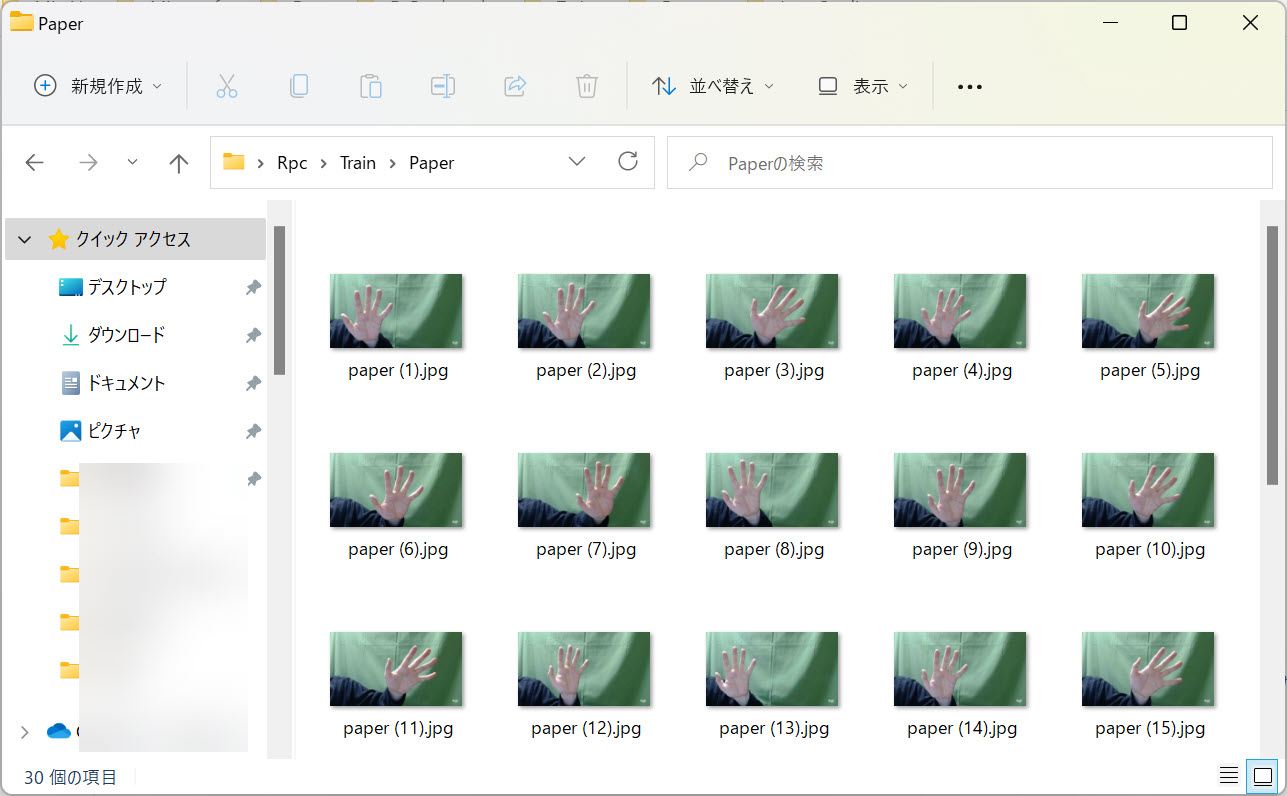 Paper
新規作成
並べ替え
表示
Rpc
Train
Paper
Paperの検索
クイック アクセス
デスクトップ
ダウンロード
ドキュメント
ピクチャ
paper (1).jpg
paper (2).jpg
paper (3).jpg
paper (4).jpg
paper (5).jpg
paper (6).jpg
paper (7).jpg
paper (8).jpg
paper (9).jpg
paper (10).jpg
paper (11).jpg
paper (12).jpg
paper (13).jpg
paper (14).jpg
paper (15).jpg
30 個の項目